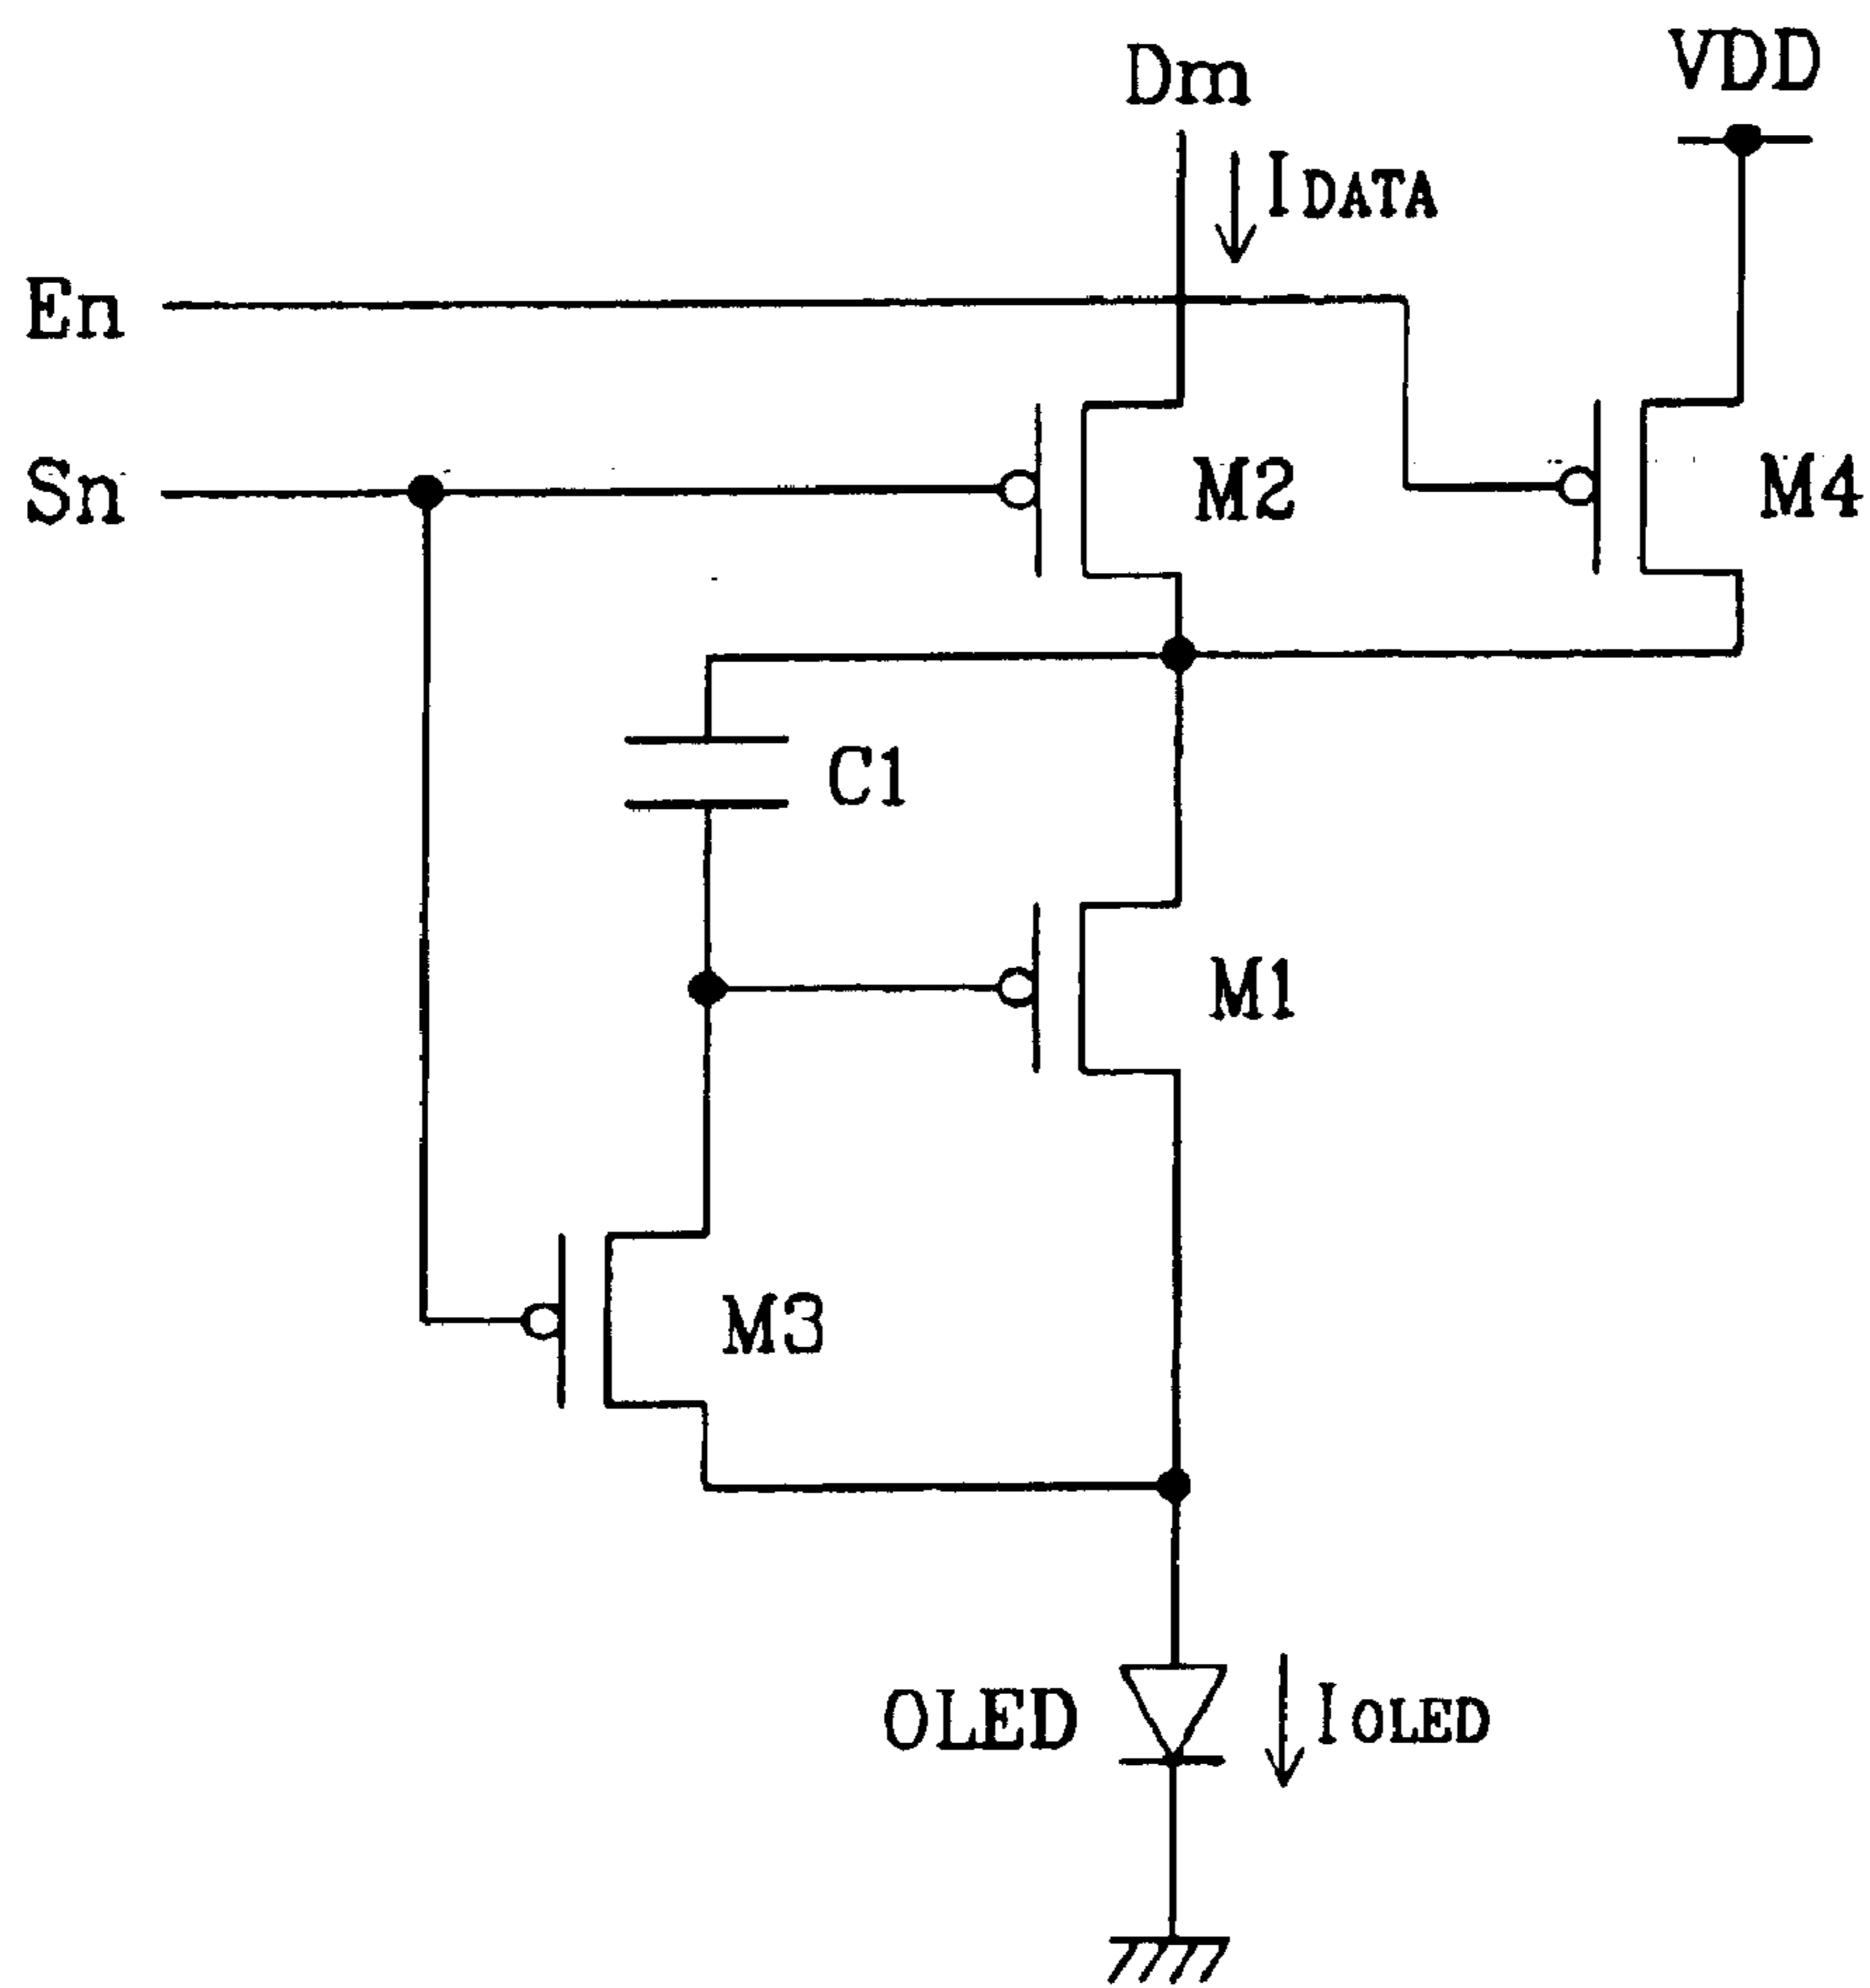 Dm
VDD
IDATA
En
Sn
M2
M4
C1
M1
M3
OLED
IOLED